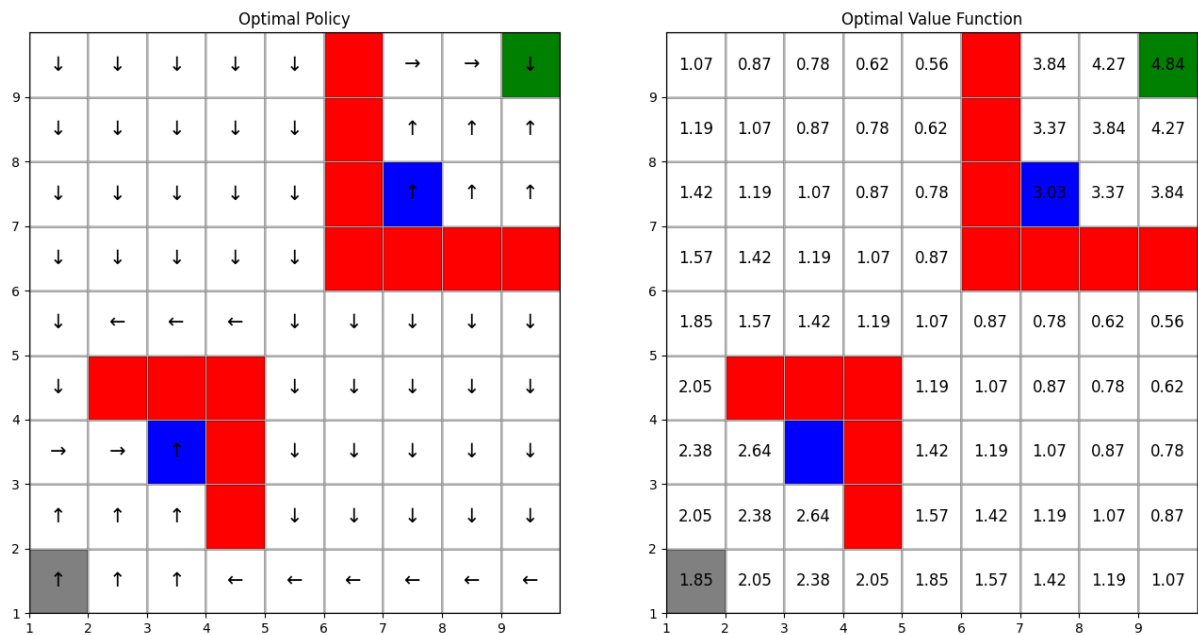 Optimal Policy Optimal Value Function
↓ ↓ ↓ ↓ ↓ → → ↓ 1.07 0.87 0.78 0.62 0.56 3.84 4.27 4.84
9 9
↓ ↓ ↓ ↓ ↓ ↑ ↑ ↑ 1.19 1.07 0.87 0.78 0.62 3.37 3.84 4.27
8 8
↓ ↓ ↓ ↓ ↓ ↑ ↑ ↑ 1.42 1.19 1.07 0.87 0.78 3.03 3.37 3.84
7 7
↓ ↓ ↓ ↓ ↓ 1.57 1.42 1.19 1.07 0.87
6 6
↓ ← ← ← ↓ ↓ ↓ ↓ ↓ 1.85 1.57 1.42 1.19 1.07 0.87 0.78 0.62 0.56
5 5
↓ ↓ ↓ ↓ ↓ ↓ 2.05 1.19 1.07 0.87 0.78 0.62
4 4
→ → ↑ ↓ ↓ ↓ ↓ ↓ 2.38 2.64 1.42 1.19 1.07 0.87 0.78
3 3
↑ ↑ ↑ ↓ ↓ ↓ ↓ ↓ 2.05 2.38 2.64 1.57 1.42 1.19 1.07 0.87
2 2
↑ ↑ ↑ ← ← ← ← ← ← 1.85 2.05 2.38 2.05 1.85 1.57 1.42 1.19 1.07
1 1
1 2 3 4 5 6 7 8 9 1 2 3 4 5 6 7 8 9